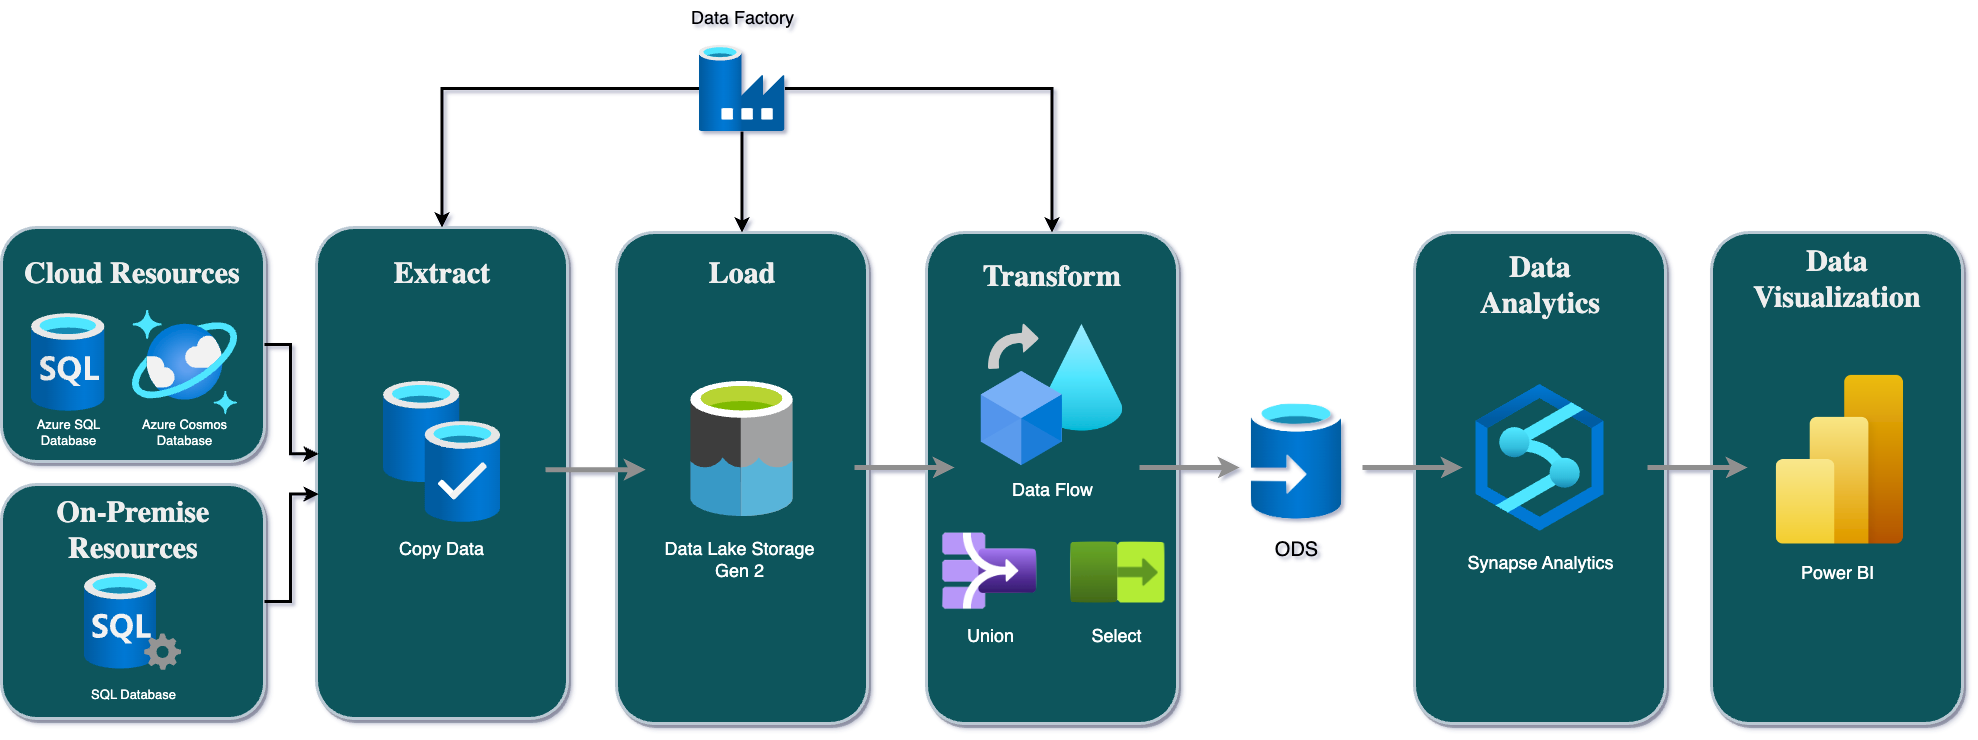 Data Factory
Cloud Resources
SQL
Azure SQL
Database
Azure Cosmos
Database
On-Premise
Resources
SQL
SQL Database
Extract
Copy Data
Load
Data Lake Storage
Gen 2
Transform
Data Flow
Union
Select
ODS
Data
Analytics
Synapse Analytics
Data
Visualization
Power BI